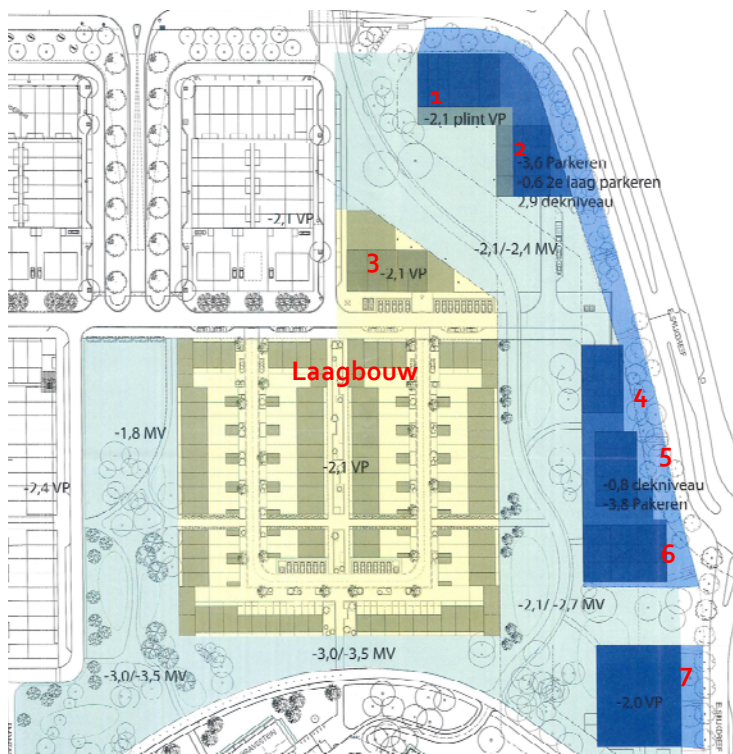 1
-2,1 plint VP
2
-3,6 Parkeren
-0,6 2e laag parkeren
2,9 dekniveau
-2,1 VP
-2,1/-2,4 MV
3
-2,1 VP
Laagbouw
4
-1,8 MV
5
-2,1 VP
-2,4 VP
-0,8 dekniveau
-3,8 Pakeren
6
-2,1/-2,7 MV
-3,0/-3,5 MV
-3,0/-3,5 MV
7
-2,0 VP